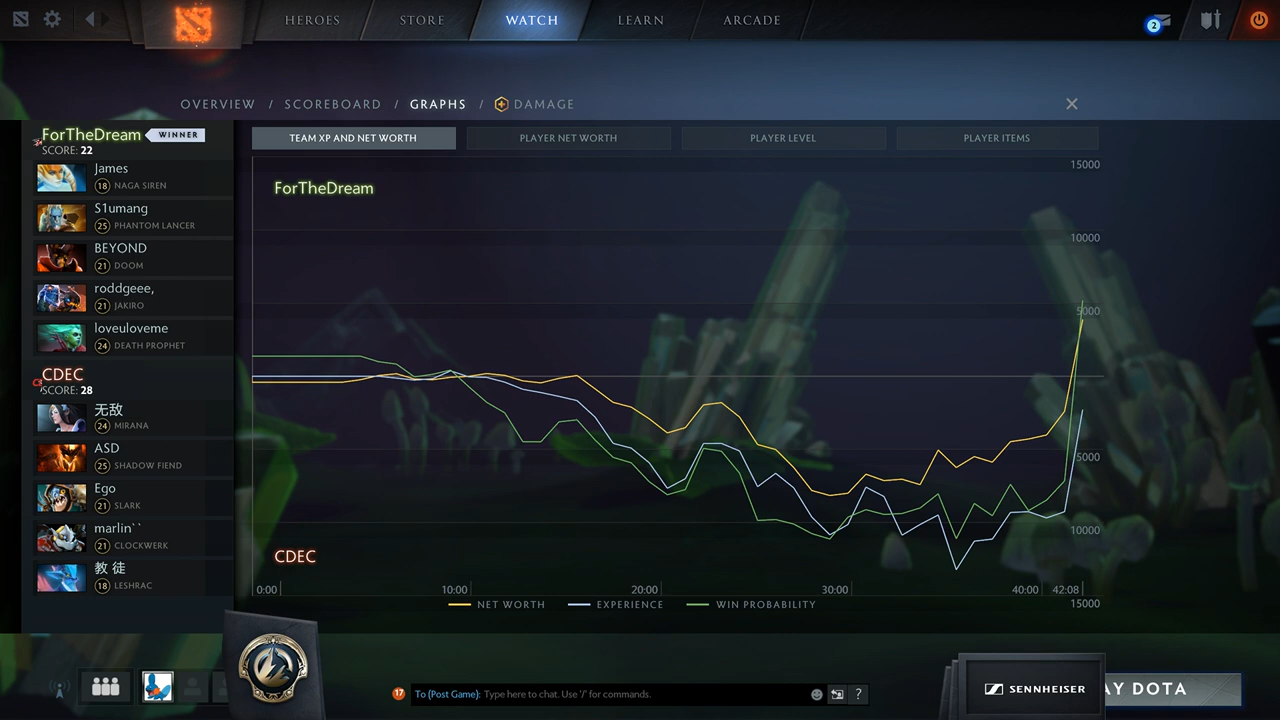 HEROES
STORE
WATCH
LEARN
ARCADE
2
OVERVIEW / SCOREBOARD / GRAPHS / DAMAGE
ForTheDream WINNER
SCORE: 22
James
18 NAGA SIREN
S1umang
25 PHANTOM LANCER
BEYOND
21 DOOM
roddgeee,
21 JAKIRO
loveuloveme
24 DEATH PROPHET
CDEC
SCORE: 28
无敌
24 MIRANA
ASD
25 SHADOW FIEND
Ego
21 SLARK
marlin``
21 CLOCKWERK
教 徒
18 LESHRAC
TEAM XP AND NET WORTH
PLAYER NET WORTH
PLAYER LEVEL
PLAYER ITEMS
15000
ForTheDream
10000
5000
5000
10000
CDEC
0:00 10:00 20:00 30:00 40:00 42:08
15000
NET WORTH EXPERIENCE WIN PROBABILITY
17 To (Post Game): Type here to chat. Use '/' for commands. ?
SENNHEISER
AY DOTA